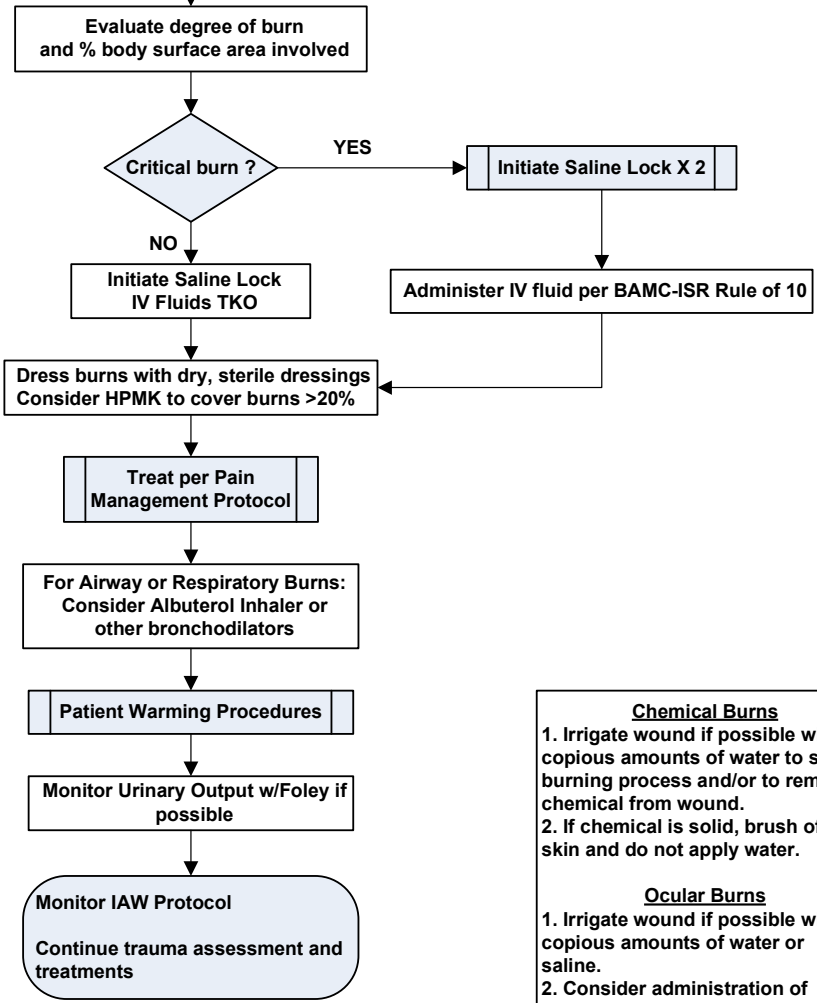 Evaluate degree of burn
and % body surface area involved
Critical burn ?
YES
Initiate Saline Lock X 2
NO
Initiate Saline Lock
IV Fluids TKO
Administer IV fluid per BAMC-ISR Rule of 10
Dress burns with dry, sterile dressings
Consider HPMK to cover burns >20%
Treat per Pain
Management Protocol
For Airway or Respiratory Burns:
Consider Albuterol Inhaler or
other bronchodilators
Patient Warming Procedures
Monitor Urinary Output w/Foley if
possible
Monitor IAW Protocol
Continue trauma assessment and
treatments
Chemical Burns
1. Irrigate wound if possible
copious amounts of water to
burning process and/or to
chemical from wound.
2. If chemical is solid, brush
skin and do not apply water.
Ocular Burns
1. Irrigate wound if possible
copious amounts of water or
saline.
2. Consider administration of